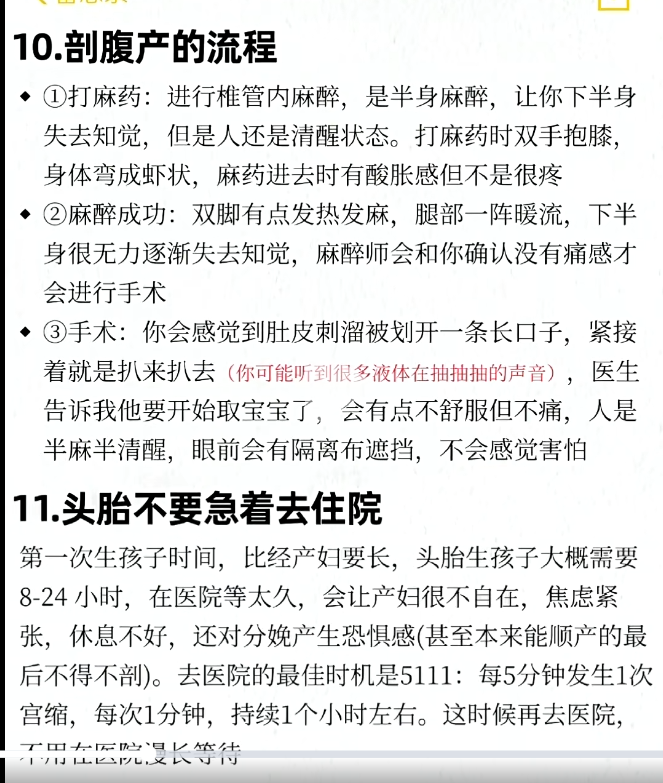 10.剖腹产的流程
◆ ①打麻药：进行椎管内麻醉，是半身麻醉，让你下半身
失去知觉，但是人还是清醒状态。打麻药时双手抱膝，
身体弯成虾状，麻药进去时有酸胀感但不是很疼
◆ ②麻醉成功：双脚有点发热发麻，腿部一阵暖流，下半
身很无力逐渐失去知觉，麻醉师会和你确认没有痛感才
会进行手术
◆ ③手术：你会感觉到肚皮刺溜被划开一条长口子，紧接
着就是扒来扒去（你可能听到很多液体在抽抽抽的声音），医生
告诉我他要开始取宝宝了，会有点不舒服但不痛，人是
半麻半清醒，眼前会有隔离布遮挡，不会感觉害怕
11.头胎不要急着去住院
第一次生孩子时间，比经产妇要长，头胎生孩子大概需要
8-24 小时，在医院等太久，会让产妇很不自在，焦虑紧
张，休息不好，还对分娩产生恐惧感(甚至本来能顺产的最
后不得不剖)。去医院的最佳时机是5111：每5分钟发生1次
宫缩，每次1分钟，持续1个小时左右。这时候再去医院，
不用在医院漫长等待